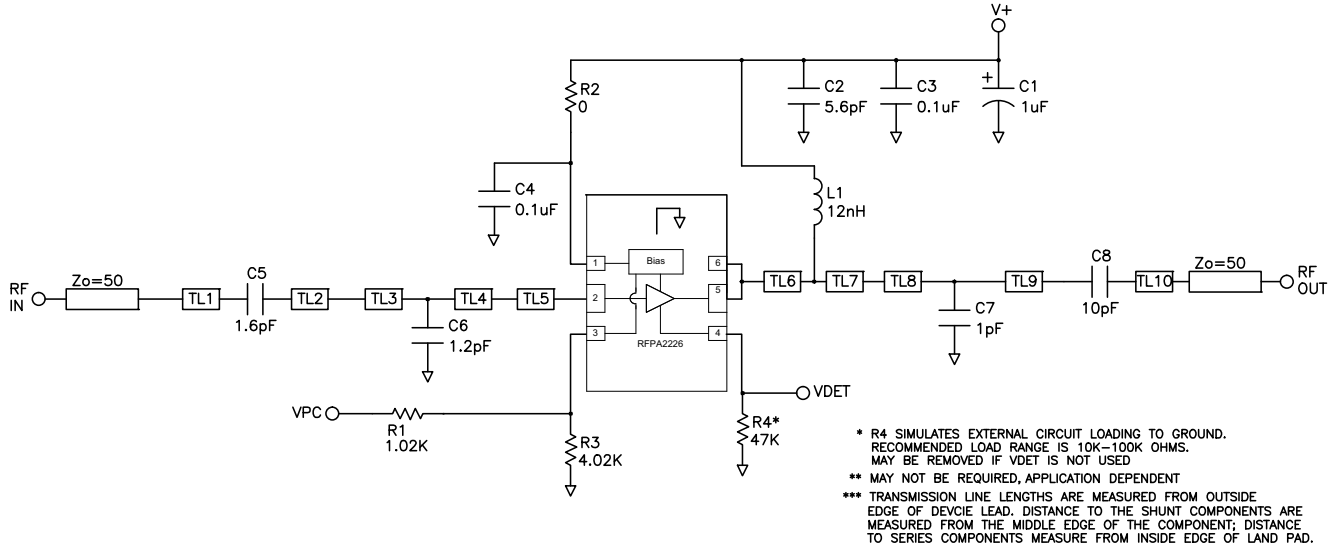 V+
R2
0
C2
5.6pF
C3
0.1uF
+
C1
1uF
C4
0.1uF
L1
12nH
Bias
1
2
3
6
5
4
RFPA2226
RF
IN
Zo=50
TL1
C5
1.6pF
TL2
TL3
C6
1.2pF
TL4
TL5
TL6
TL7
TL8
C7
1pF
TL9
C8
10pF
TL10
Zo=50
RF
OUT
VPC
R1
1.02K
R3
4.02K
VDET
R4*
47K
* R4 SIMULATES EXTERNAL CIRCUIT LOADING TO GROUND.
RECOMMENDED LOAD RANGE IS 10K-100K OHMS.
MAY BE REMOVED IF VDET IS NOT USED
** MAY NOT BE REQUIRED, APPLICATION DEPENDENT
*** TRANSMISSION LINE LENGTHS ARE MEASURED FROM OUTSIDE
EDGE OF DEVCIE LEAD. DISTANCE TO THE SHUNT COMPONENTS ARE
MEASURED FROM THE MIDDLE EDGE OF THE COMPONENT; DISTANCE
TO SERIES COMPONENTS MEASURE FROM INSIDE EDGE OF LAND PAD.